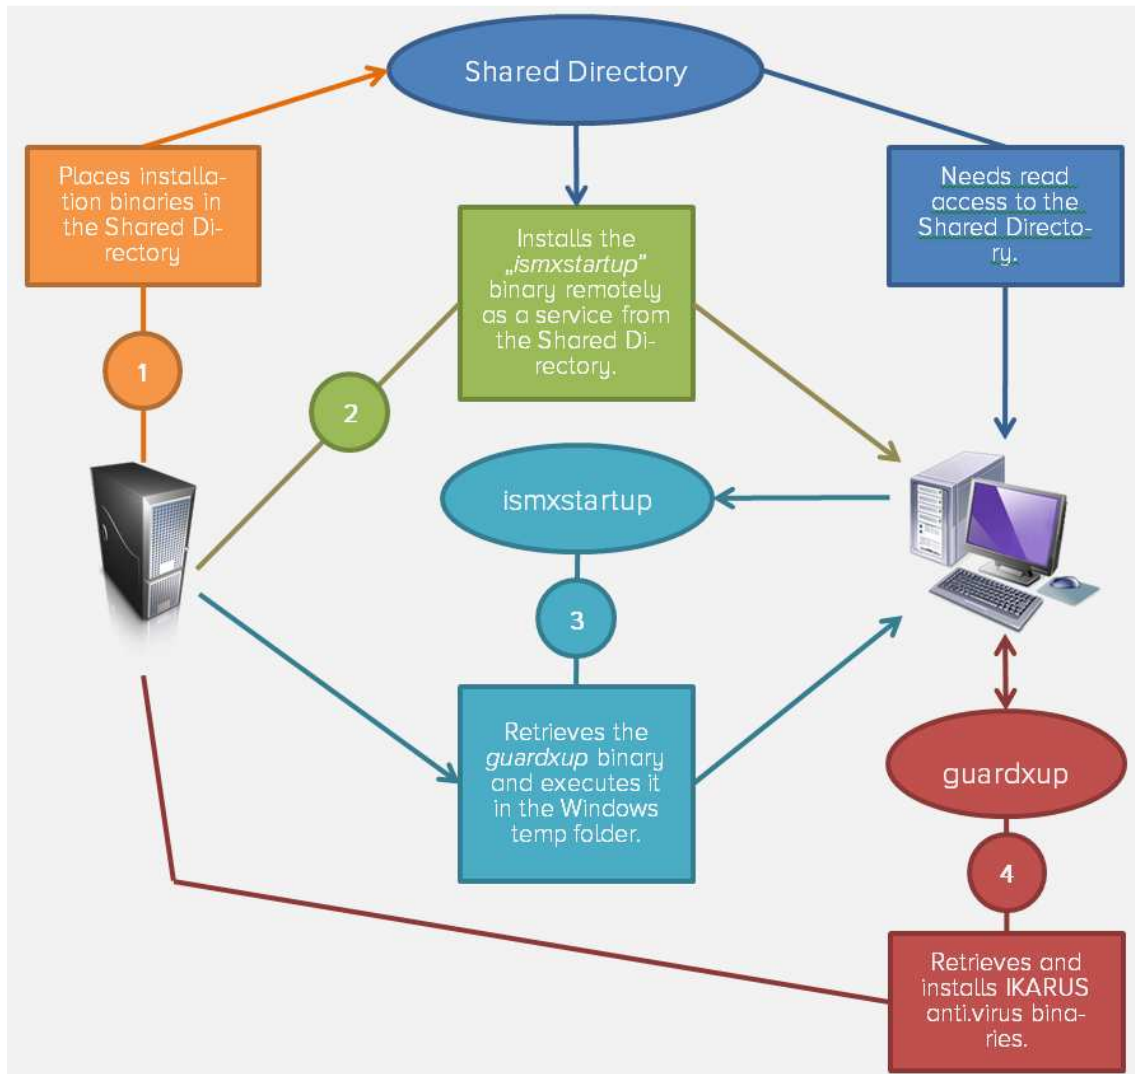 Shared Directory
Places installa-
tion binaries in
the Shared Di-
rectory
Needs read
access to the
Shared Directo-
ry.
Installs the
„ismxstartup"
binary remotely
as a service from
the Shared Di-
rectory.
1
2
ismxstartup
3
Retrieves the
guardxup binary
and executes it
in the Windows
temp folder.
guardxup
4
Retrieves and
installs IKARUS
anti.virus bina-
ries.